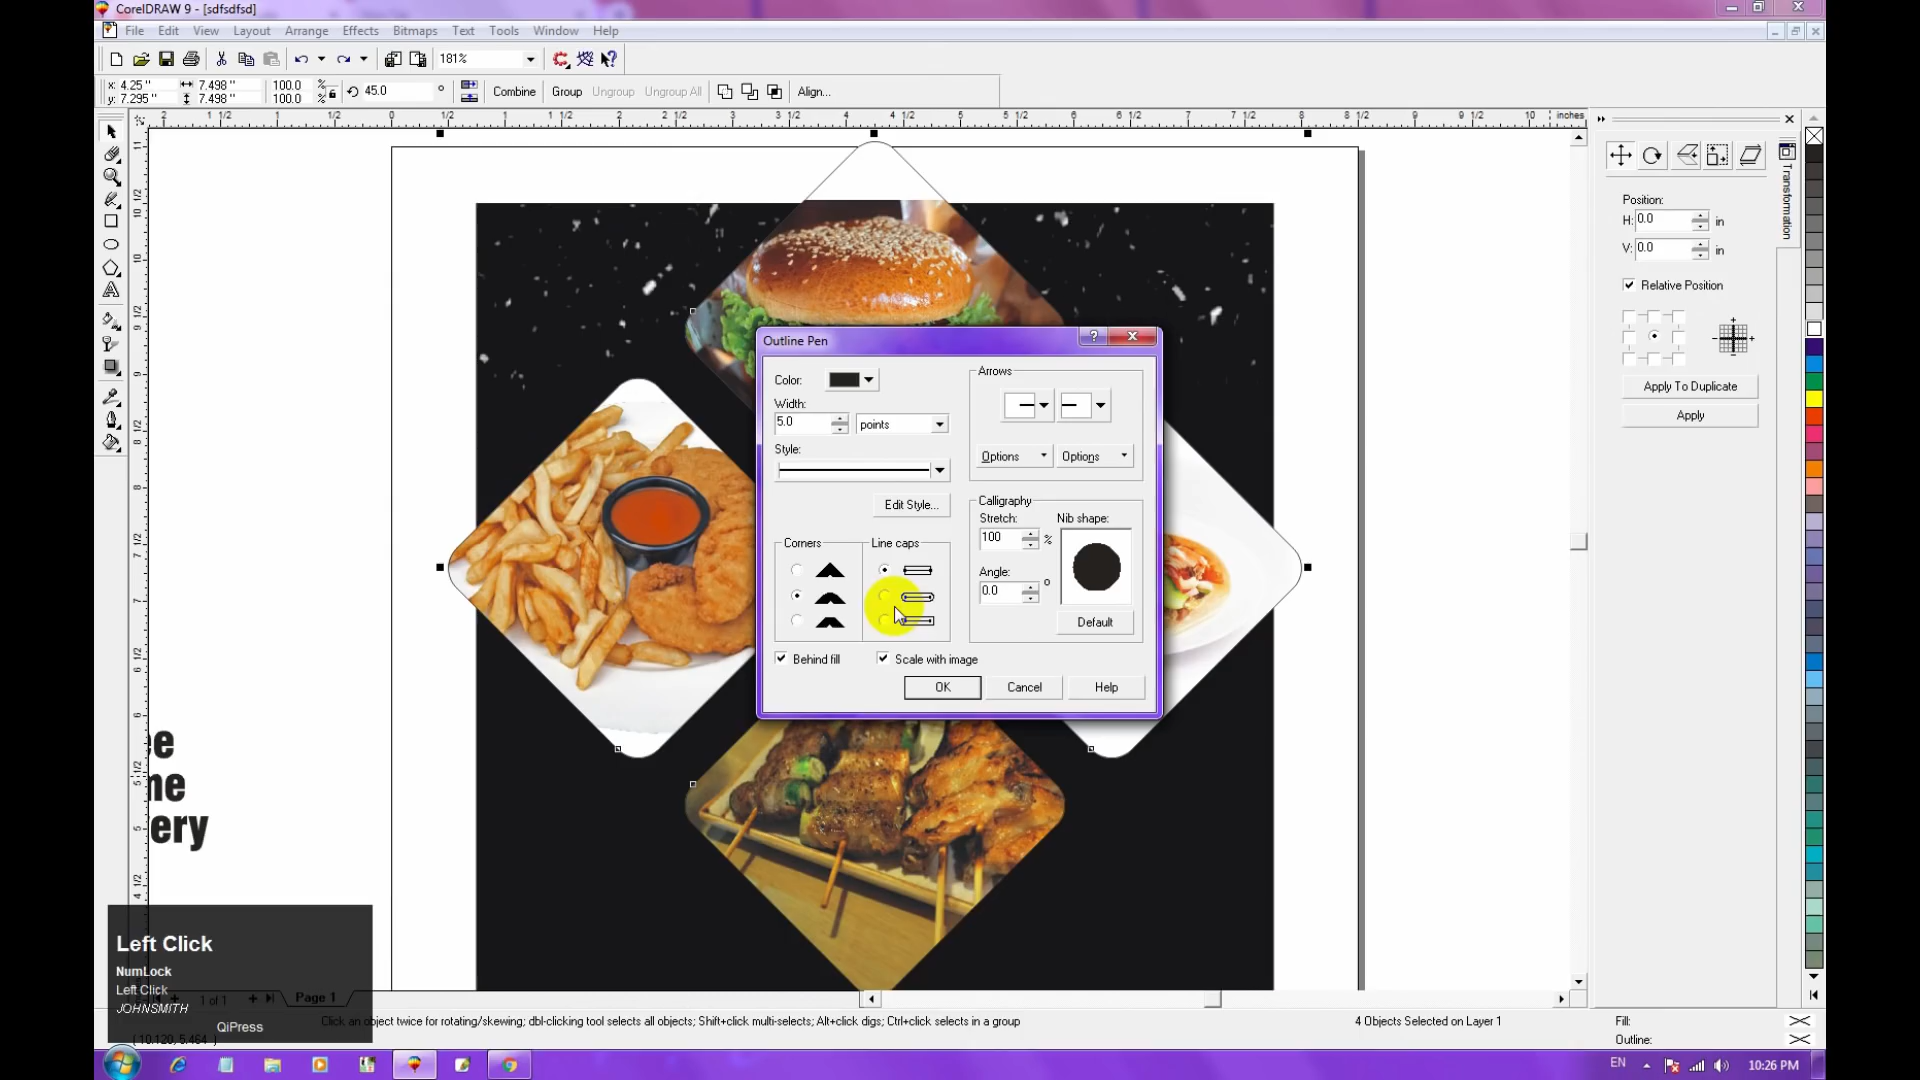 CorelDRAW 9 - [sdfsdfsd]
File Edit View Layout Arrange Effects Bitmaps Text Tools Window Help
181%
x: 4.25 " 7.498 " 100.0 %
y: 7.295 " 7.498 " 100.0 %
45.0 °
Combine Group Ungroup Ungroup All Align...
inches
Transformation
Position:
H: 0.0 in
V: 0.0 in
Relative Position
Apply To Duplicate
Apply
Outline Pen
Color:
Width:
5.0 points
Style:
Edit Style...
Corners Line caps
Behind fill Scale with image
Arrows
Options Options
Calligraphy
Stretch: Nib shape:
100 %
Angle:
0.0 °
Default
OK Cancel Help
ee
ne
ery
Left Click
NumLock
Left Click
JOHNSMITH
QiPress
1 of 1 Page 1
( 10.120, 5.464 )
Click an object twice for rotating/skewing; dbl-clicking tool selects all objects; Shift+click multi-selects; Alt+click digs; Ctrl+click selects in a group
4 Objects Selected on Layer 1
Fill:
Outline:
EN 10:26 PM